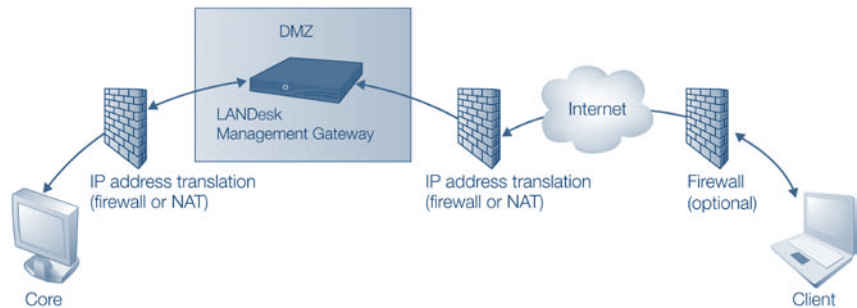 DMZ
LANDesk
Management Gateway
Internet
IP address translation
(firewall or NAT)
IP address translation
(firewall or NAT)
Firewall
(optional)
Core
Client